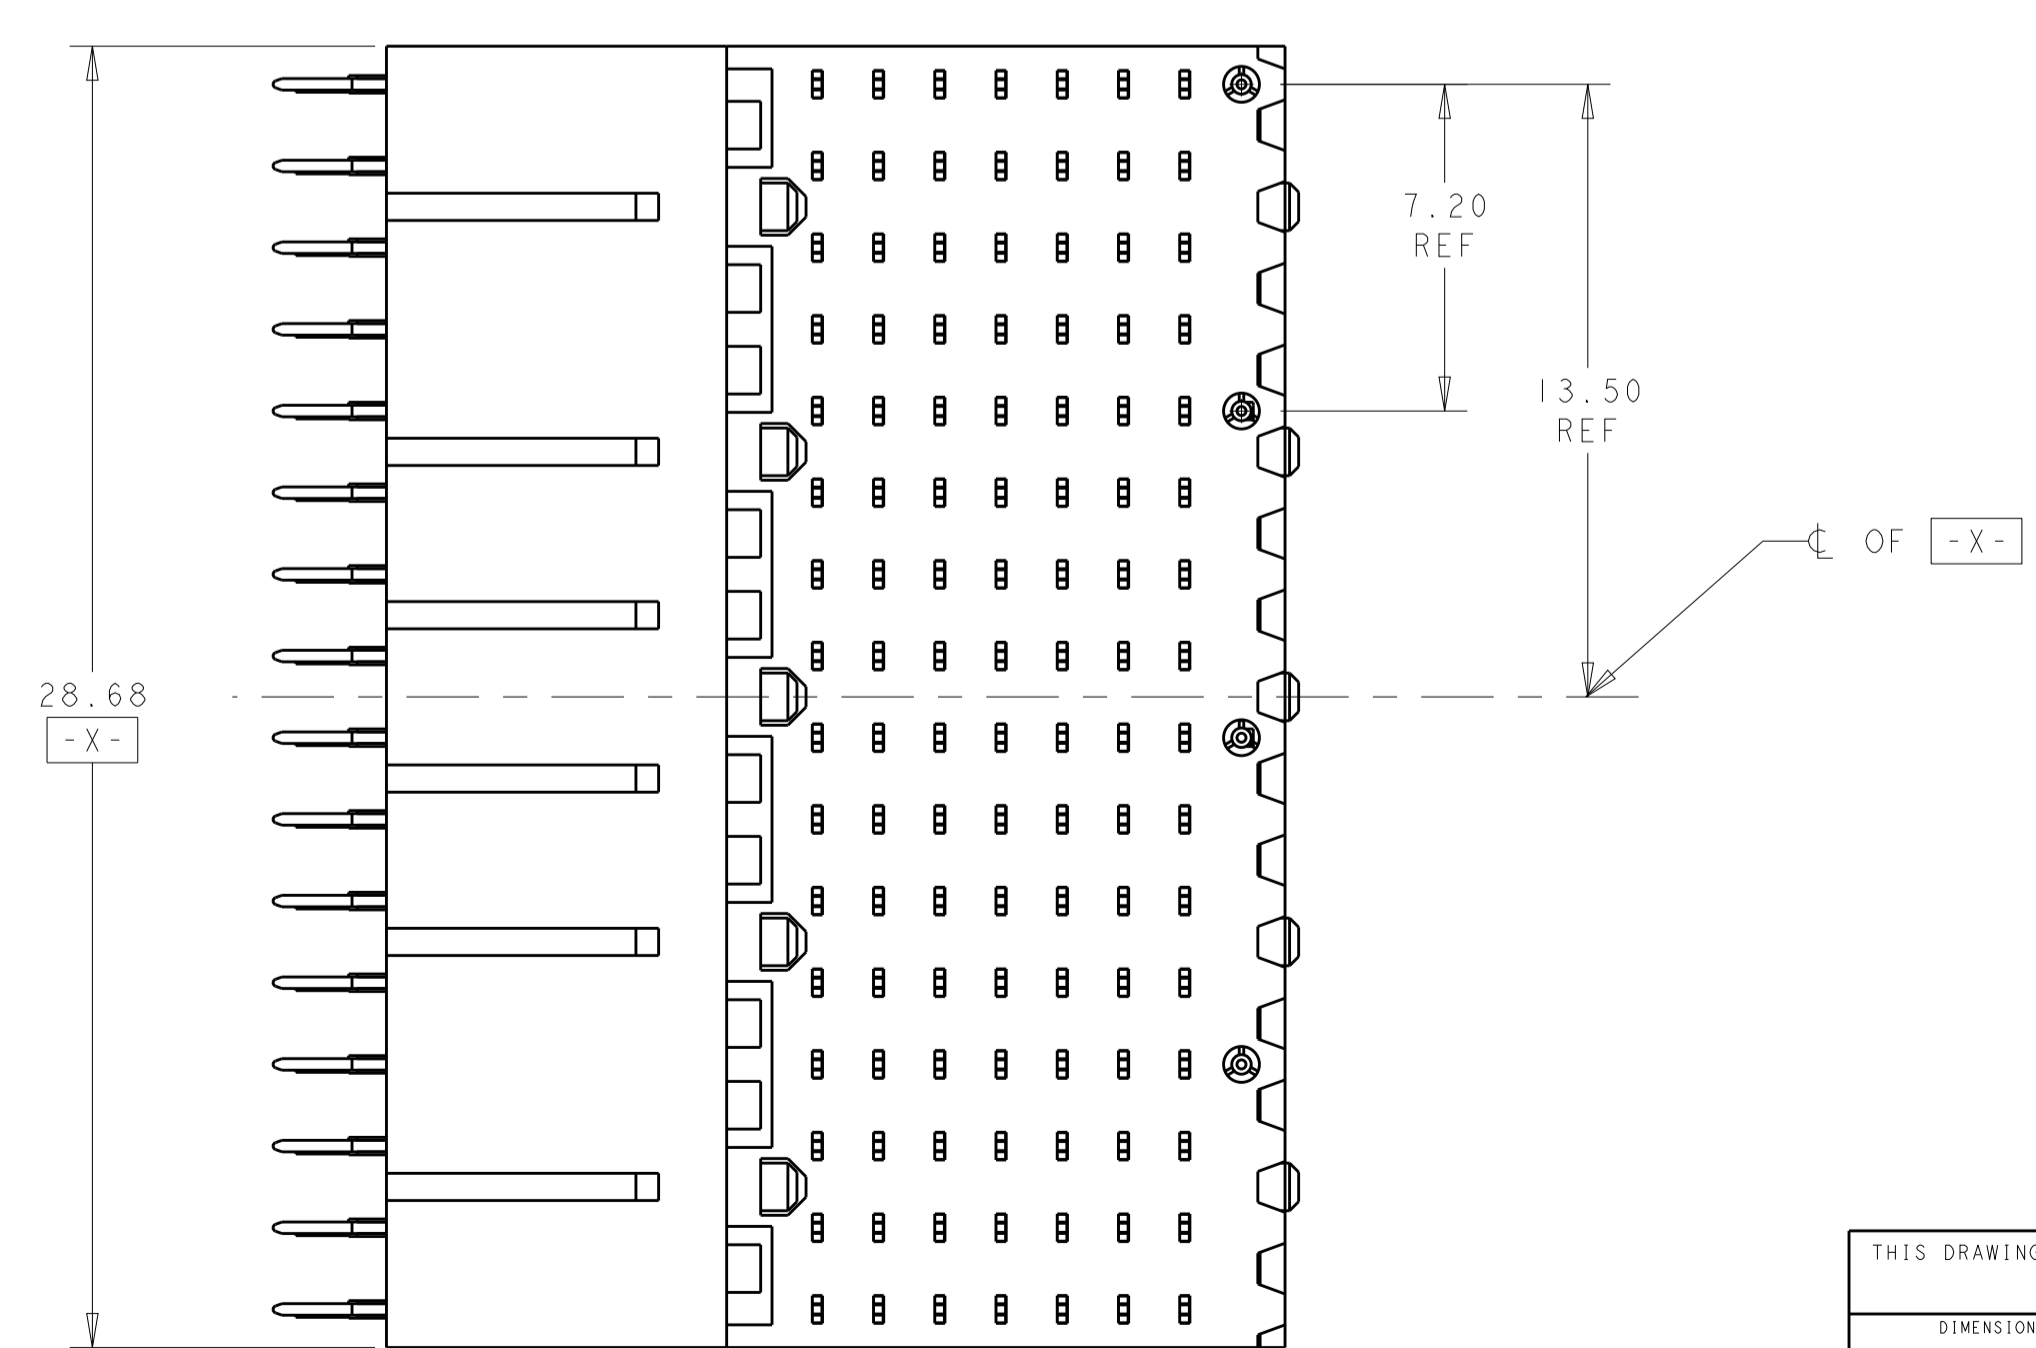 7.20
REF
13.50
REF
℄ OF -X-
28.68
-X-
THIS DRAWING
DIMENSION